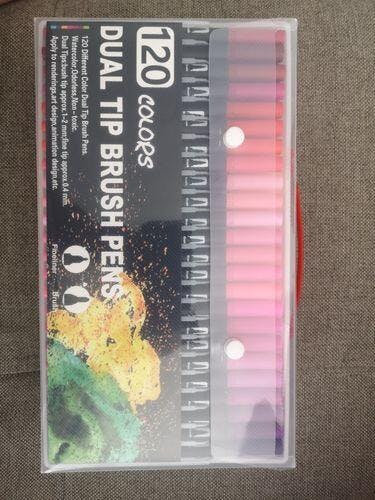 120 COLORS
DUAL TIP BRUSH PENS
120 Different Color Dual Tip Brush Pens.
Watercolor,Odorless,Non-toxic.
Dual Tips:bush tip approx.1-2 mm/fine tip approx.0.4 mm.
Apply to renderings,art design,animation design,etc.
Fineliner
Brush